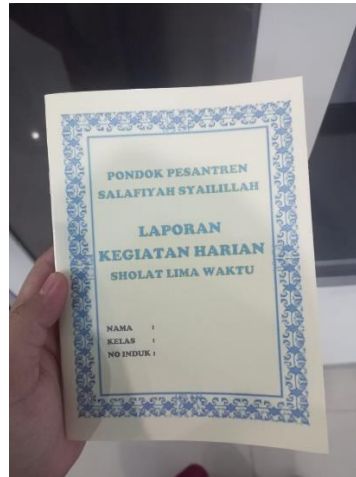 PONDOK PESANTREN
SALAFIYAH SYAILILLAH
LAPORAN
KEGIATAN HARIAN
SHOLAT LIMA WAKTU
NAMA :
KELAS :
NO INDUK :